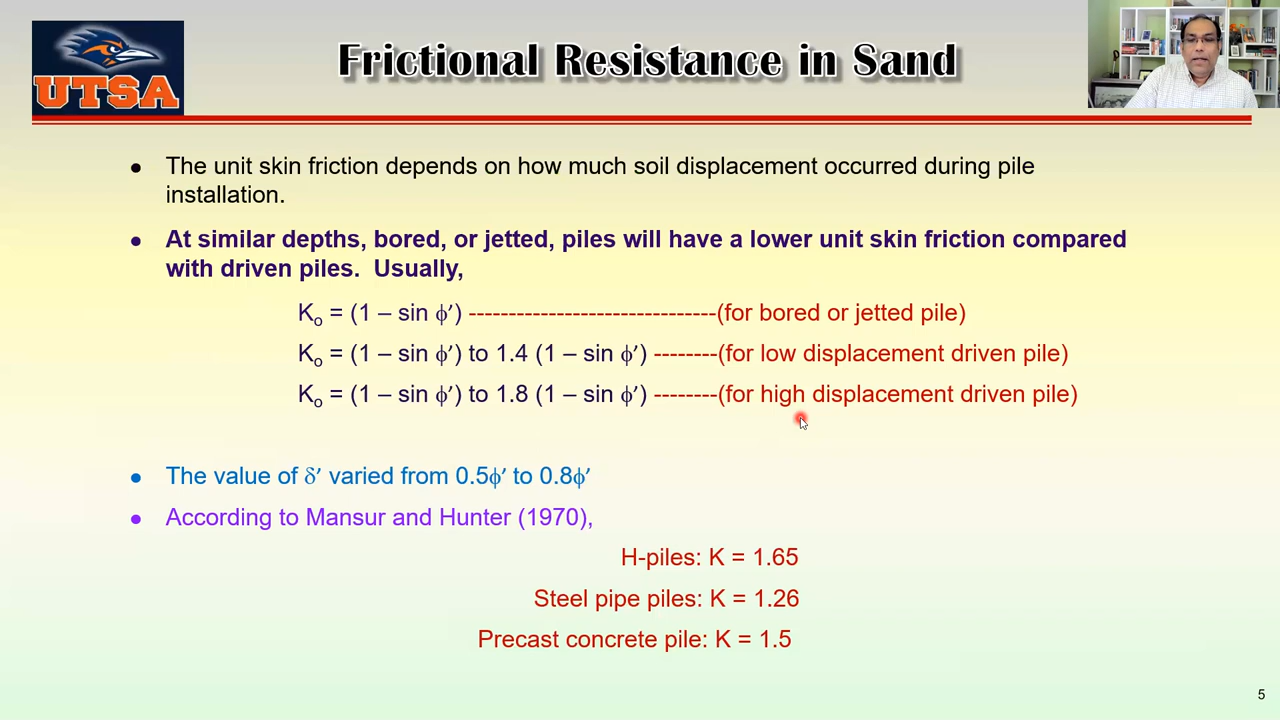 UTSA
Frictional Resistance in Sand
• The unit skin friction depends on how much soil displacement occurred during pile
installation.
• At similar depths, bored, or jetted, piles will have a lower unit skin friction compared
with driven piles. Usually,
Ko = (1 – sin ϕ′) -------------------------------(for bored or jetted pile)
Ko = (1 – sin ϕ′) to 1.4 (1 – sin ϕ′) --------(for low displacement driven pile)
Ko = (1 – sin ϕ′) to 1.8 (1 – sin ϕ′) --------(for high displacement driven pile)
• The value of δ′ varied from 0.5ϕ′ to 0.8ϕ′
• According to Mansur and Hunter (1970),
H-piles: K = 1.65
Steel pipe piles: K = 1.26
Precast concrete pile: K = 1.5
5